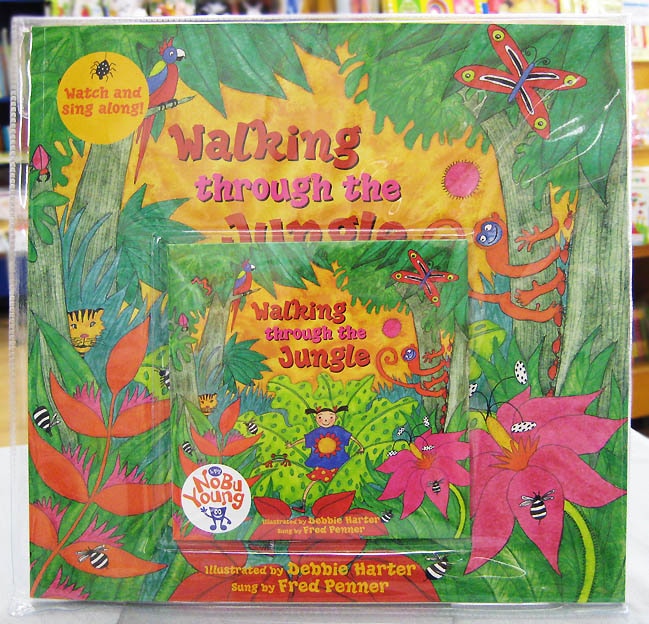 Watch and
sing along!
Walking
through the
Jungle
Walking
through the
Jungle
NoBu
Young
Illustrated by Debbie Harter
Sung by Fred Penner
Illustrated by Debbie Harter
Sung by Fred Penner